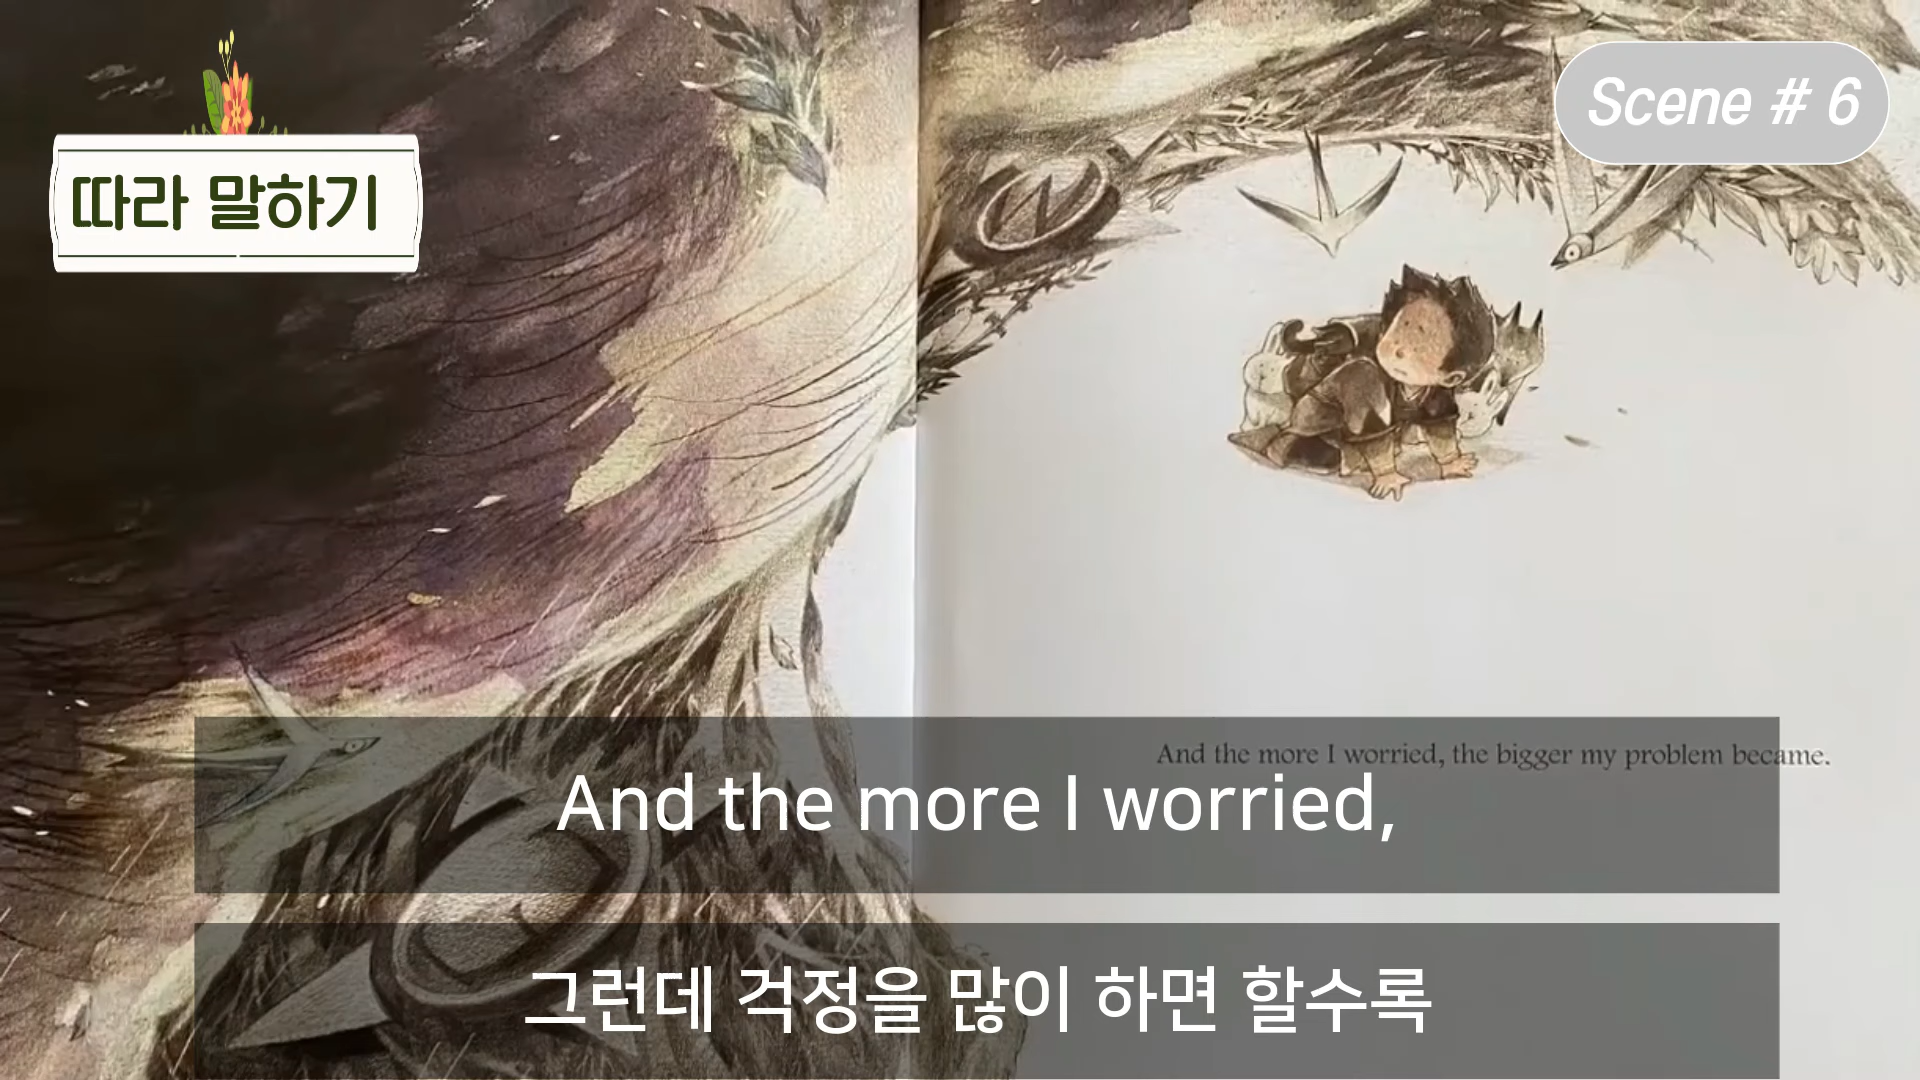 따라 말하기
Scene # 6
And the more I worried, the bigger my problem became.
And the more I worried,
그런데 걱정을 많이 하면 할수록